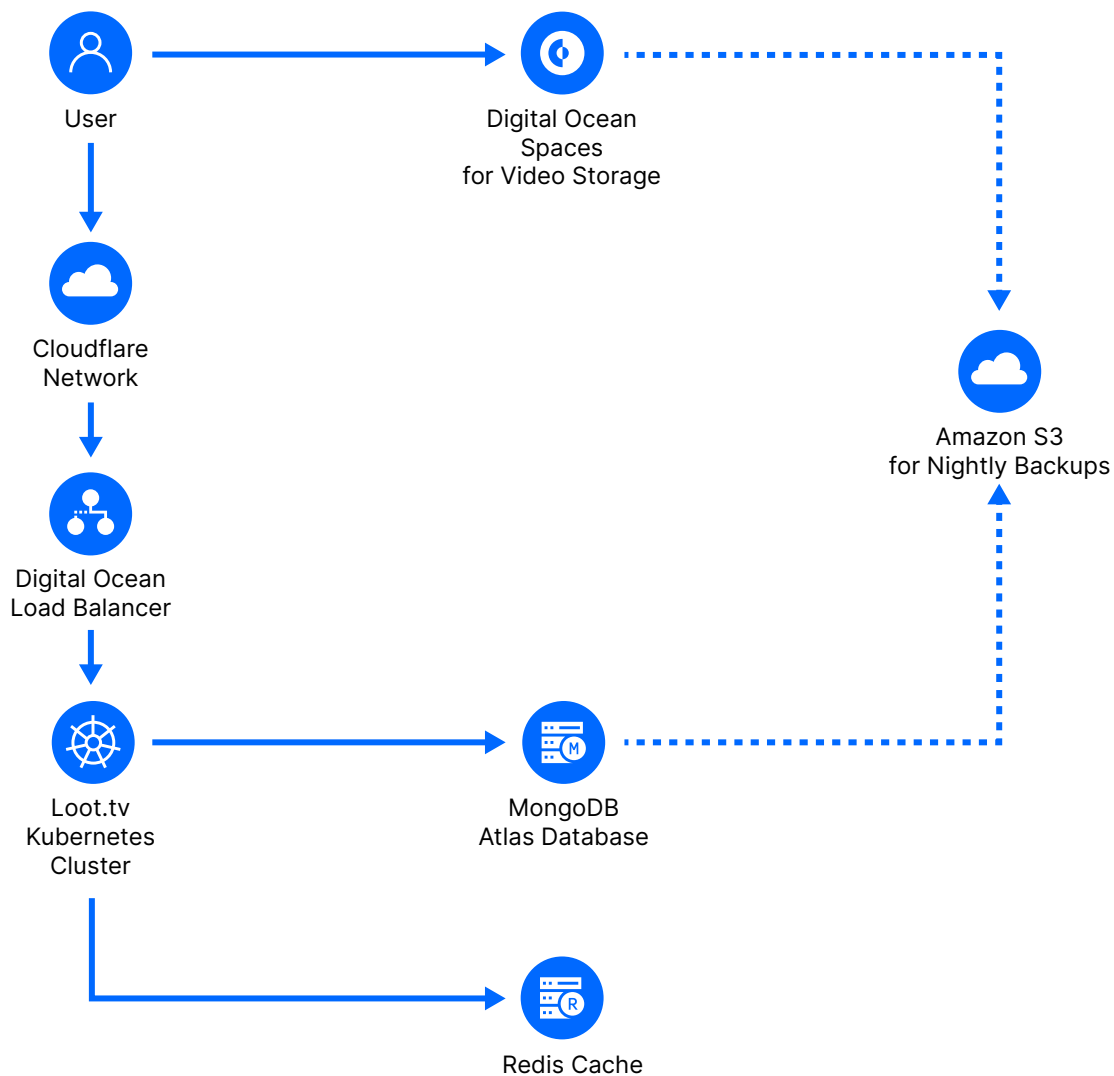 User
Digital Ocean
Spaces
for Video Storage
Cloudflare
Network
Amazon S3
for Nightly Backups
Digital Ocean
Load Balancer
Loot.tv
Kubernetes
Cluster
M
MongoDB
Atlas Database
R
Redis Cache